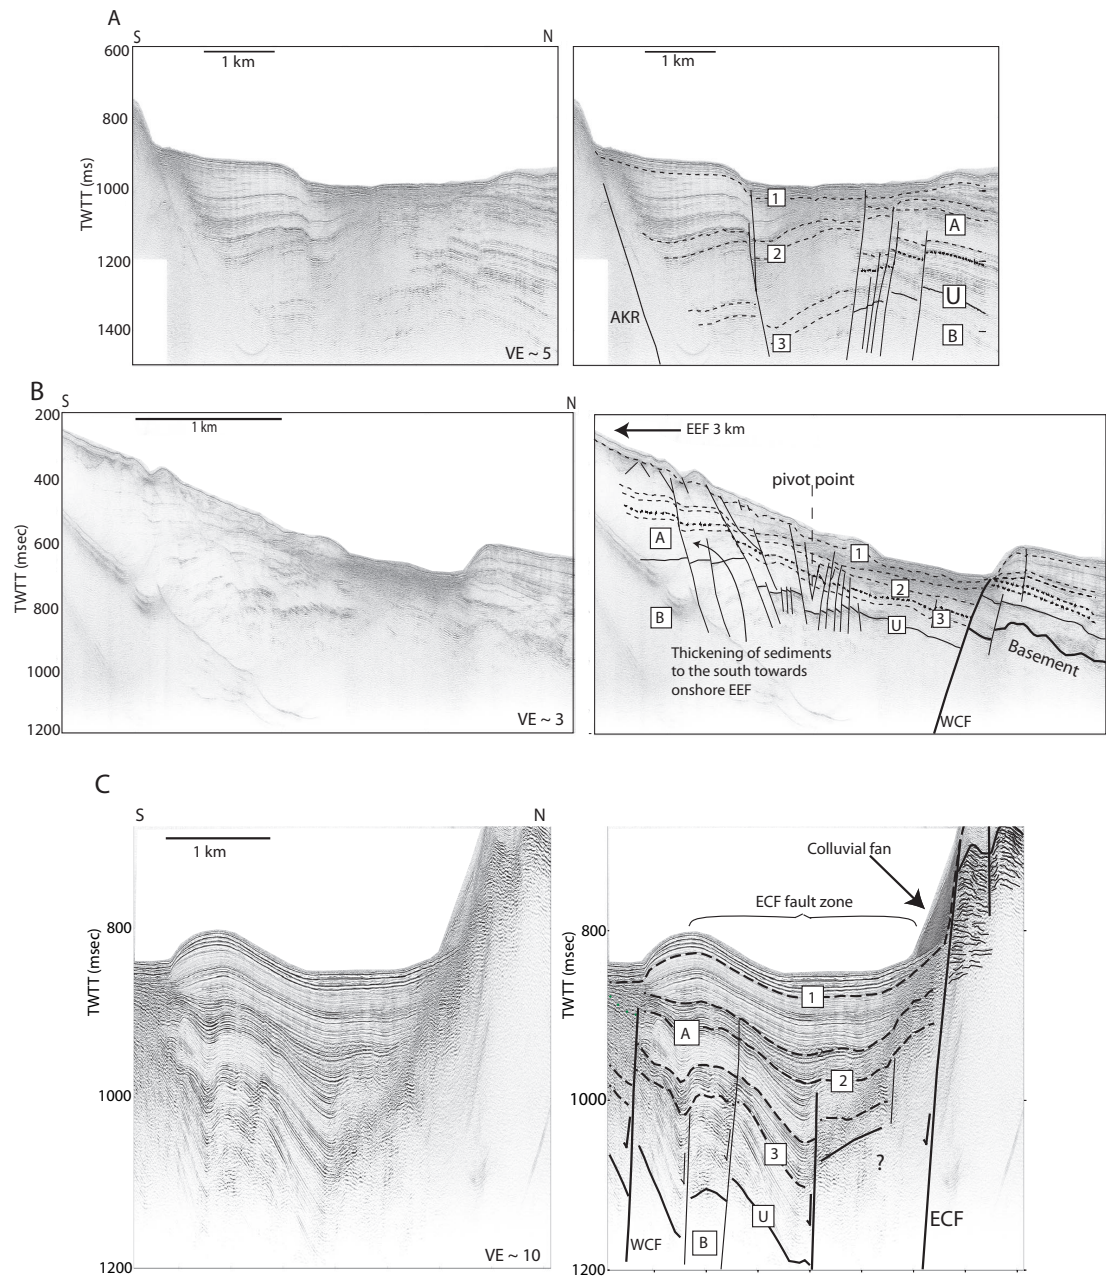 A
S
N
600
1 km
1 km
800
TWTT (ms)
1000
1
A
2
1200
U
AKR
B
1400
3
VE ~ 5
B
S
N
200
1 km
EEF 3 km
400
pivot point
TWTT (msec)
600
A
1
2
800
B
U
3
Thickening of sediments
to the south towards
onshore EEF
Basement
1000
VE ~ 3
WCF
1200
C
S
N
1 km
Colluvial fan
ECF fault zone
800
800
TWTT (msec)
TWTT (msec)
1
A
2
1000
1000
3
?
U
ECF
WCF
B
VE ~ 10
1200
1200